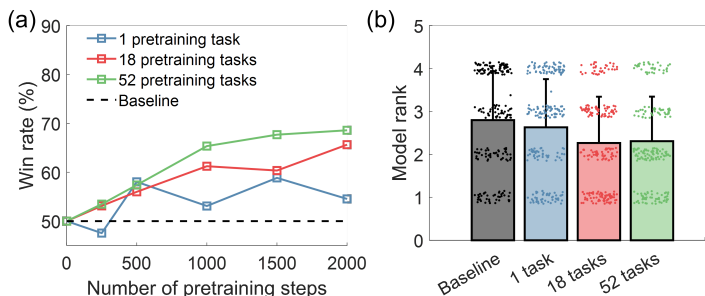 (a)
90
80
70
60
50
Win rate (%)
1 pretraining task
18 pretraining tasks
52 pretraining tasks
Baseline
0
500
1000
1500
2000
Number of pretraining steps
(b)
5
4
3
2
1
0
Model rank
Baseline
1 task
18 tasks
52 tasks